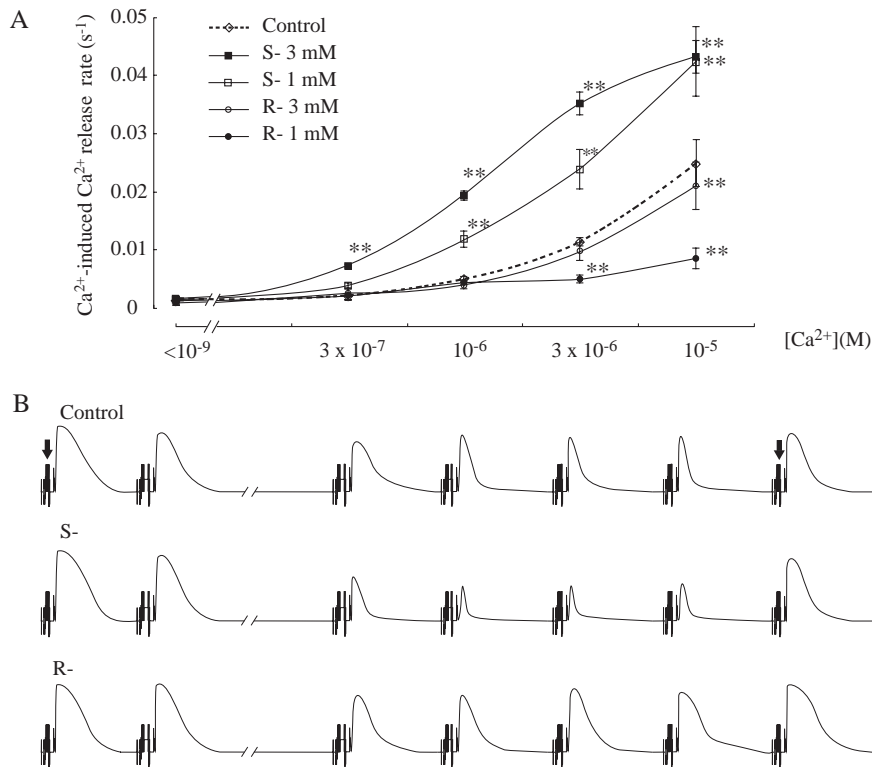 A
Ca²⁺-induced Ca²⁺ release rate (s⁻¹)
0.05
0.04
0.03
0.02
0.01
0
Control
S- 3 mM
S- 1 mM
R- 3 mM
R- 1 mM
**
**
**
**
**
**
**
**
**
**
<10⁻⁹
3 x 10⁻⁷
10⁻⁶
3 x 10⁻⁶
10⁻⁵
[Ca²⁺](M)
B
Control
S-
R-